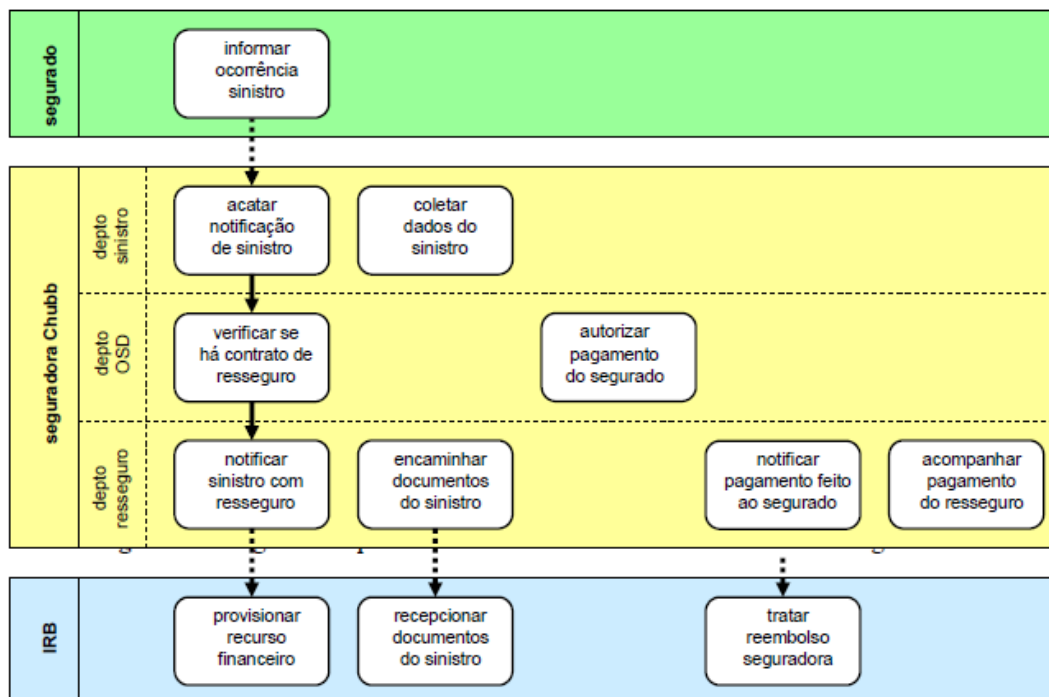 segurado
informar
ocorrência
sinistro
seguradora Chubb
depto
sinistro
acatar
notificação
de sinistro
coletar
dados do
sinistro
depto
OSD
verificar se
há contrato de
resseguro
autorizar
pagamento
do segurado
depto
resseguro
notificar
sinistro com
resseguro
encaminhar
documentos
do sinistro
notificar
pagamento feito
ao segurado
acompanhar
pagamento
do resseguro
IRB
provisionar
recurso
financeiro
recepcionar
documentos
do sinistro
tratar
reembolso
seguradora